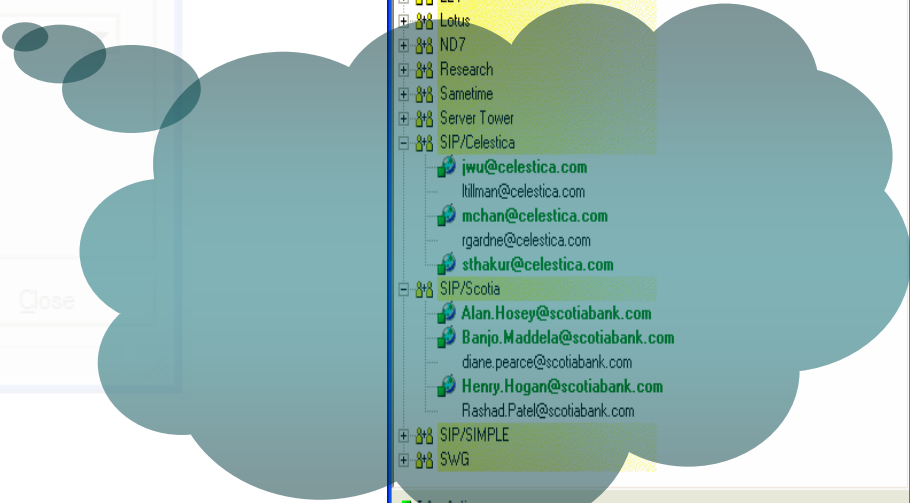 Lotus
ND7
Research
Sametime
Server Tower
SIP/Celestica
jwu@celestica.com
ltillman@celestica.com
mchan@celestica.com
rgardne@celestica.com
sthakur@celestica.com
SIP/Scotia
Alan.Hosey@scotiabank.com
Banjo.Maddela@scotiabank.com
diane.pearce@scotiabank.com
Close
Henry.Hogan@scotiabank.com
Rashad.Patel@scotiabank.com
SIP/SIMPLE
SWG